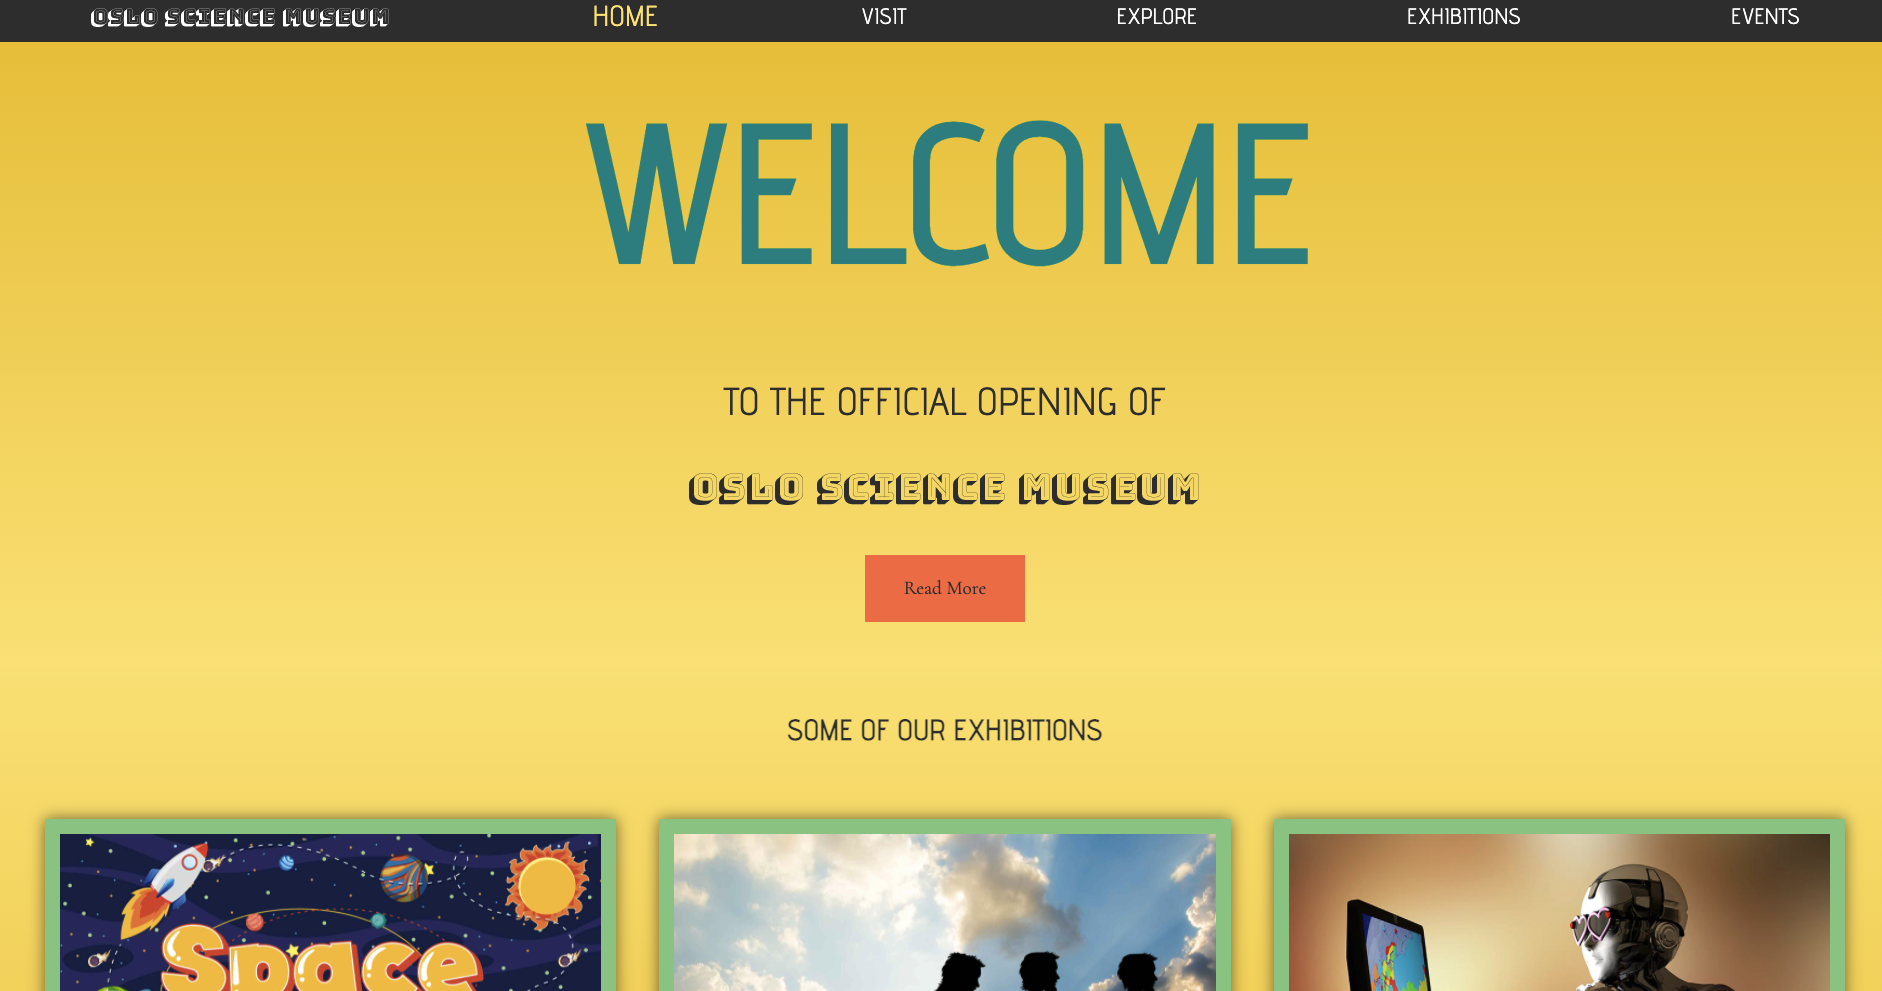 OSLO SCIENCE MUSEUM HOME VISIT EXPLORE EXHIBITIONS EVENTS
WELCOME
TO THE OFFICIAL OPENING OF
OSLO SCIENCE MUSEUM
Read More
SOME OF OUR EXHIBITIONS
Space